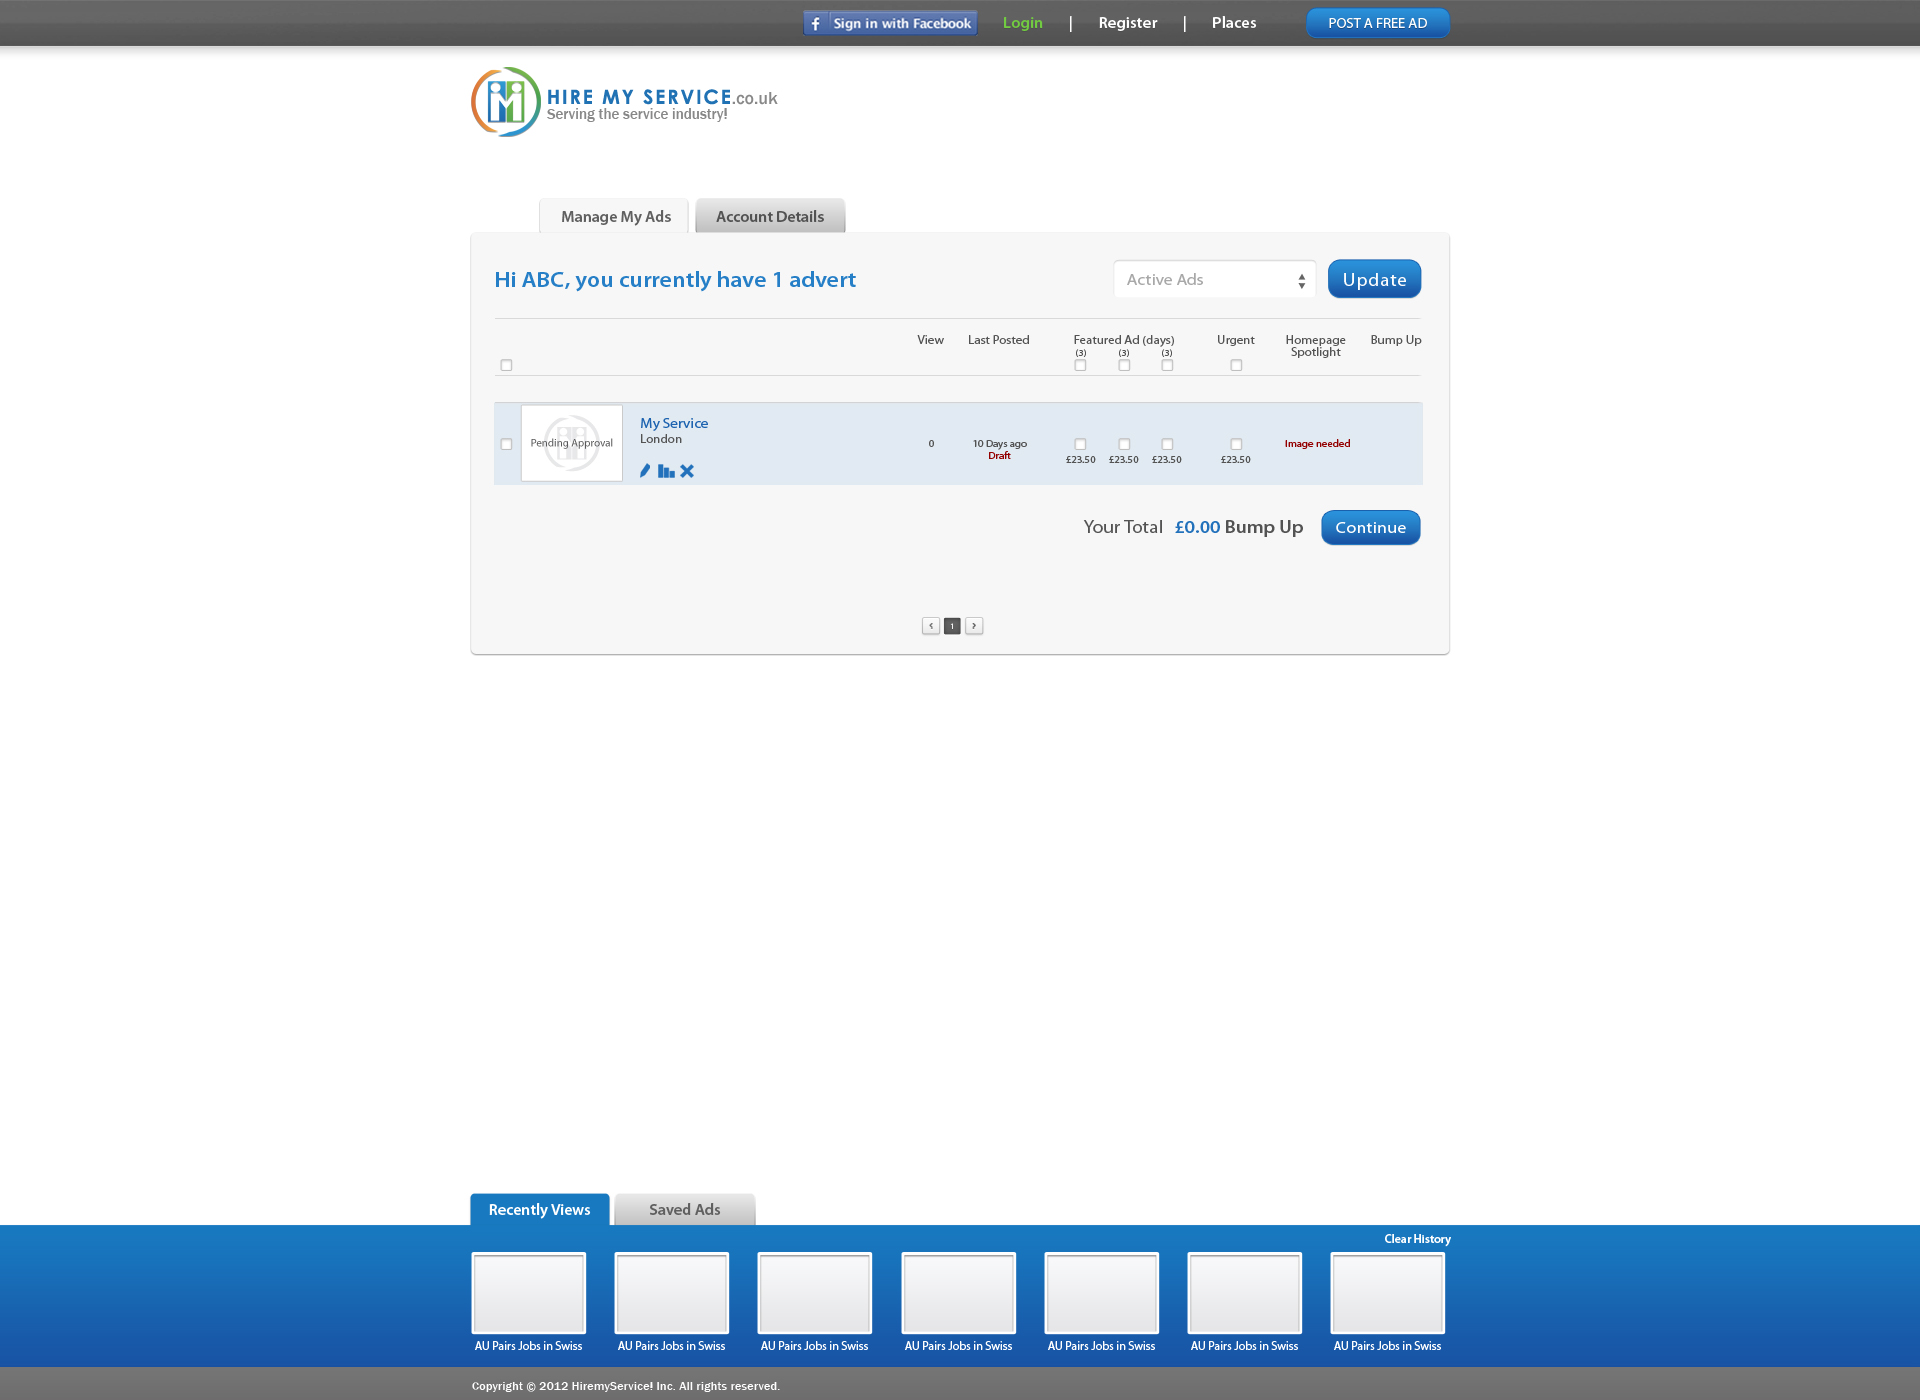 Sign in with Facebook Login | Register | Places POST A FREE AD
HIRE MY SERVICE.co.uk
Serving the service industry!
Manage My Ads Account Details
Hi ABC, you currently have 1 advert Active Ads Update
View Last Posted Featured Ad (days) Urgent Homepage Spotlight Bump Up
(3) (3) (3)
Pending Approval
My Service
London
0 10 Days ago Image needed
Draft £23.50 £23.50 £23.50 £23.50
Your Total £0.00 Bump Up Continue
‹ 1 ›
Recently Views Saved Ads
Clear History
AU Pairs Jobs in Swiss AU Pairs Jobs in Swiss AU Pairs Jobs in Swiss AU Pairs Jobs in Swiss AU Pairs Jobs in Swiss AU Pairs Jobs in Swiss AU Pairs Jobs in Swiss
Copyright © 2012 HiremyService! Inc. All rights reserved.